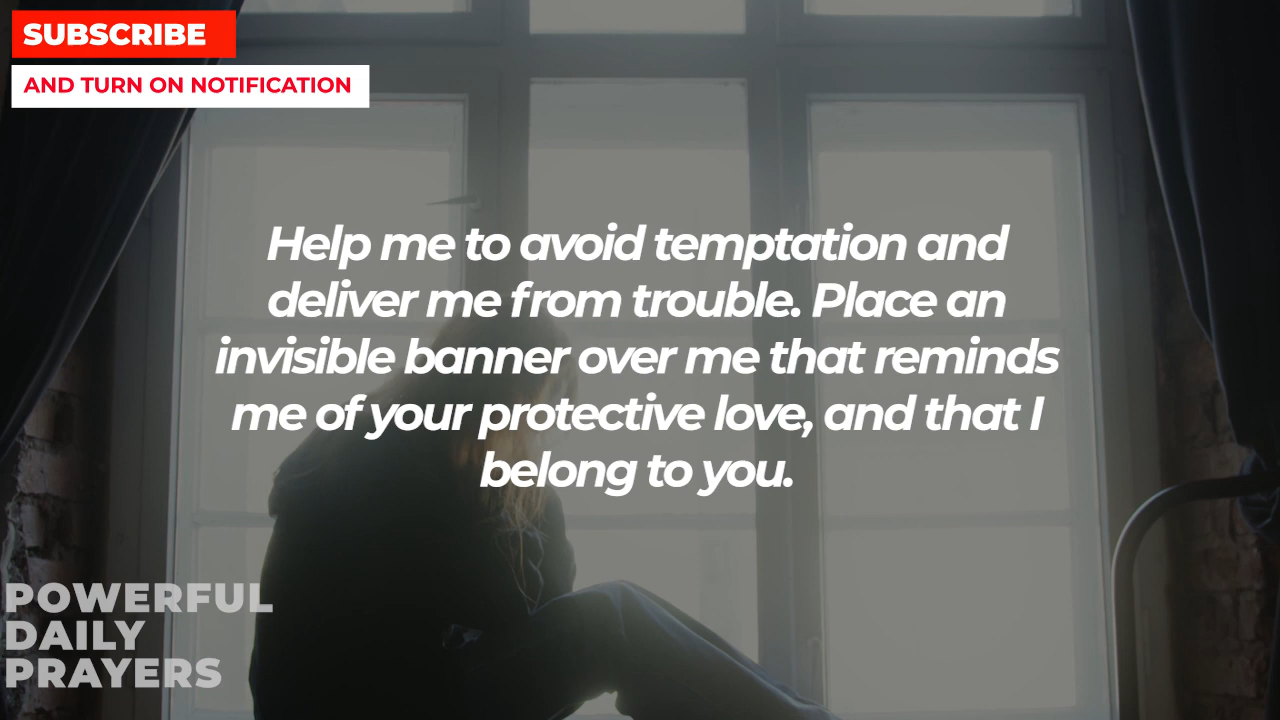 SUBSCRIBE
AND TURN ON NOTIFICATION
Help me to avoid temptation and
deliver me from trouble. Place an
invisible banner over me that reminds
me of your protective love, and that I
belong to you.
POWERFUL
DAILY
PRAYERS